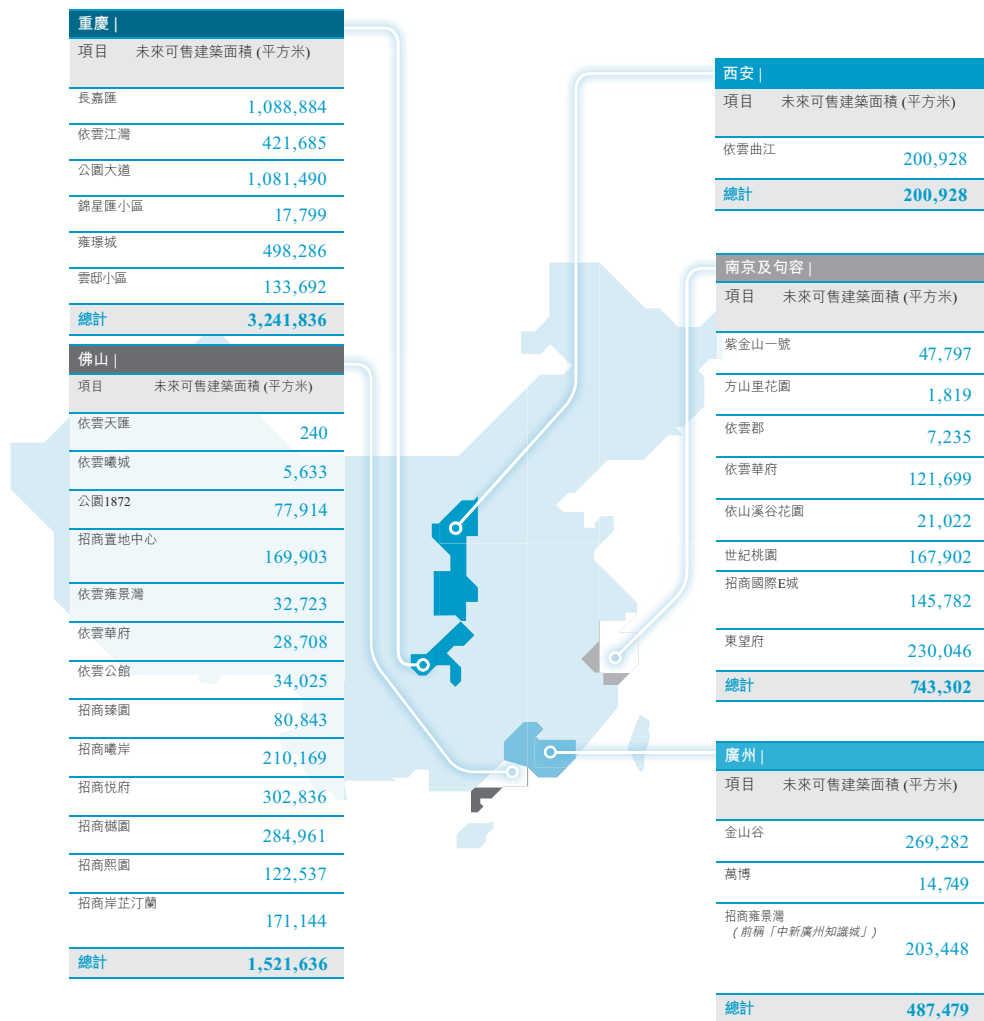 重慶 |
項目 未來可售建築面積 (平方米)
長嘉匯 1,088,884
依雲江灣 421,685
公園大道 1,081,490
錦星匯小區 17,799
雍璟城 498,286
雲邸小區 133,692
總計 3,241,836
佛山 |
項目 未來可售建築面積 (平方米)
依雲天匯 240
依雲曦城 5,633
公園1872 77,914
招商置地中心 169,903
依雲雍景灣 32,723
依雲華府 28,708
依雲公館 34,025
招商臻園 80,843
招商曦岸 210,169
招商悦府 302,836
招商樾園 284,961
招商熙園 122,537
招商岸芷汀蘭 171,144
總計 1,521,636
西安 |
項目 未來可售建築面積 (平方米)
依雲曲江 200,928
總計 200,928
南京及句容 |
項目 未來可售建築面積 (平方米)
紫金山一號 47,797
方山里花園 1,819
依雲郡 7,235
依雲華府 121,699
依山溪谷花園 21,022
世紀桃園 167,902
招商國際E城 145,782
東望府 230,046
總計 743,302
廣州 |
項目 未來可售建築面積 (平方米)
金山谷 269,282
萬博 14,749
招商雍景灣
(前稱「中新廣州知識城」) 203,448
總計 487,479